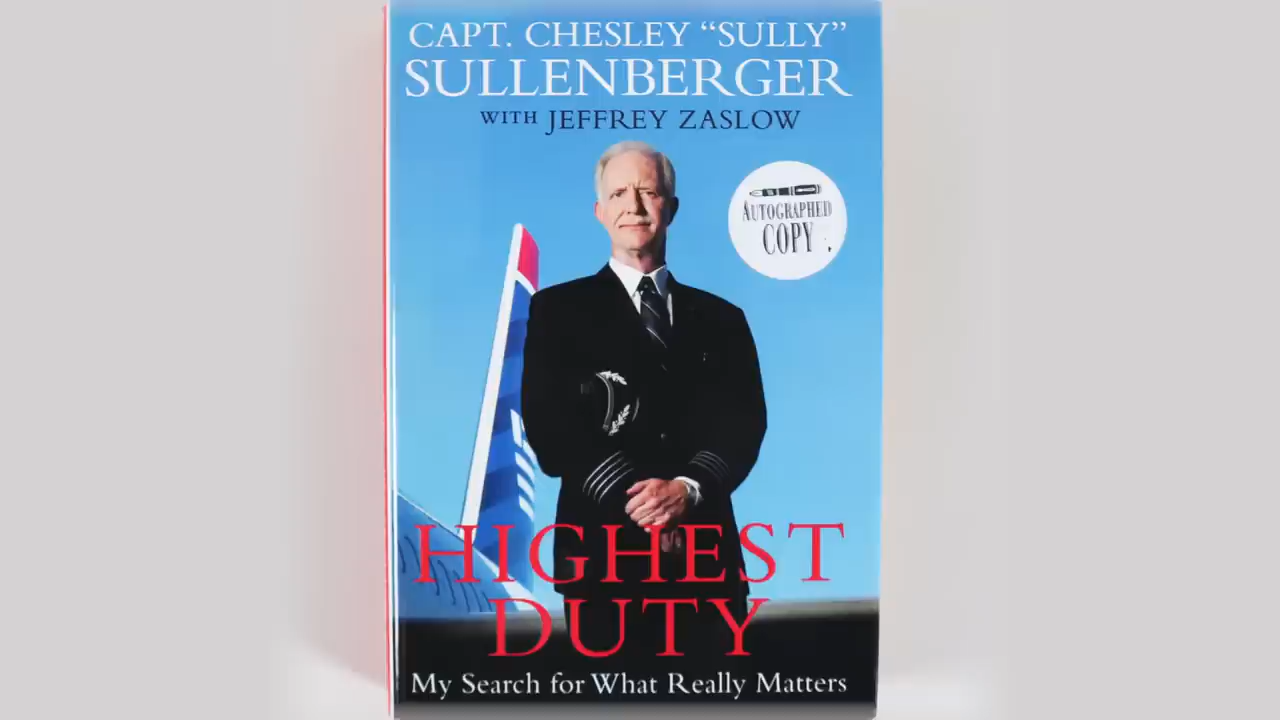 CAPT. CHESLEY “SULLY”
SULLENBERGER
WITH JEFFREY ZASLOW
AUTOGRAPHED
COPY
HIGHEST
DUTY
My Search for What Really Matters